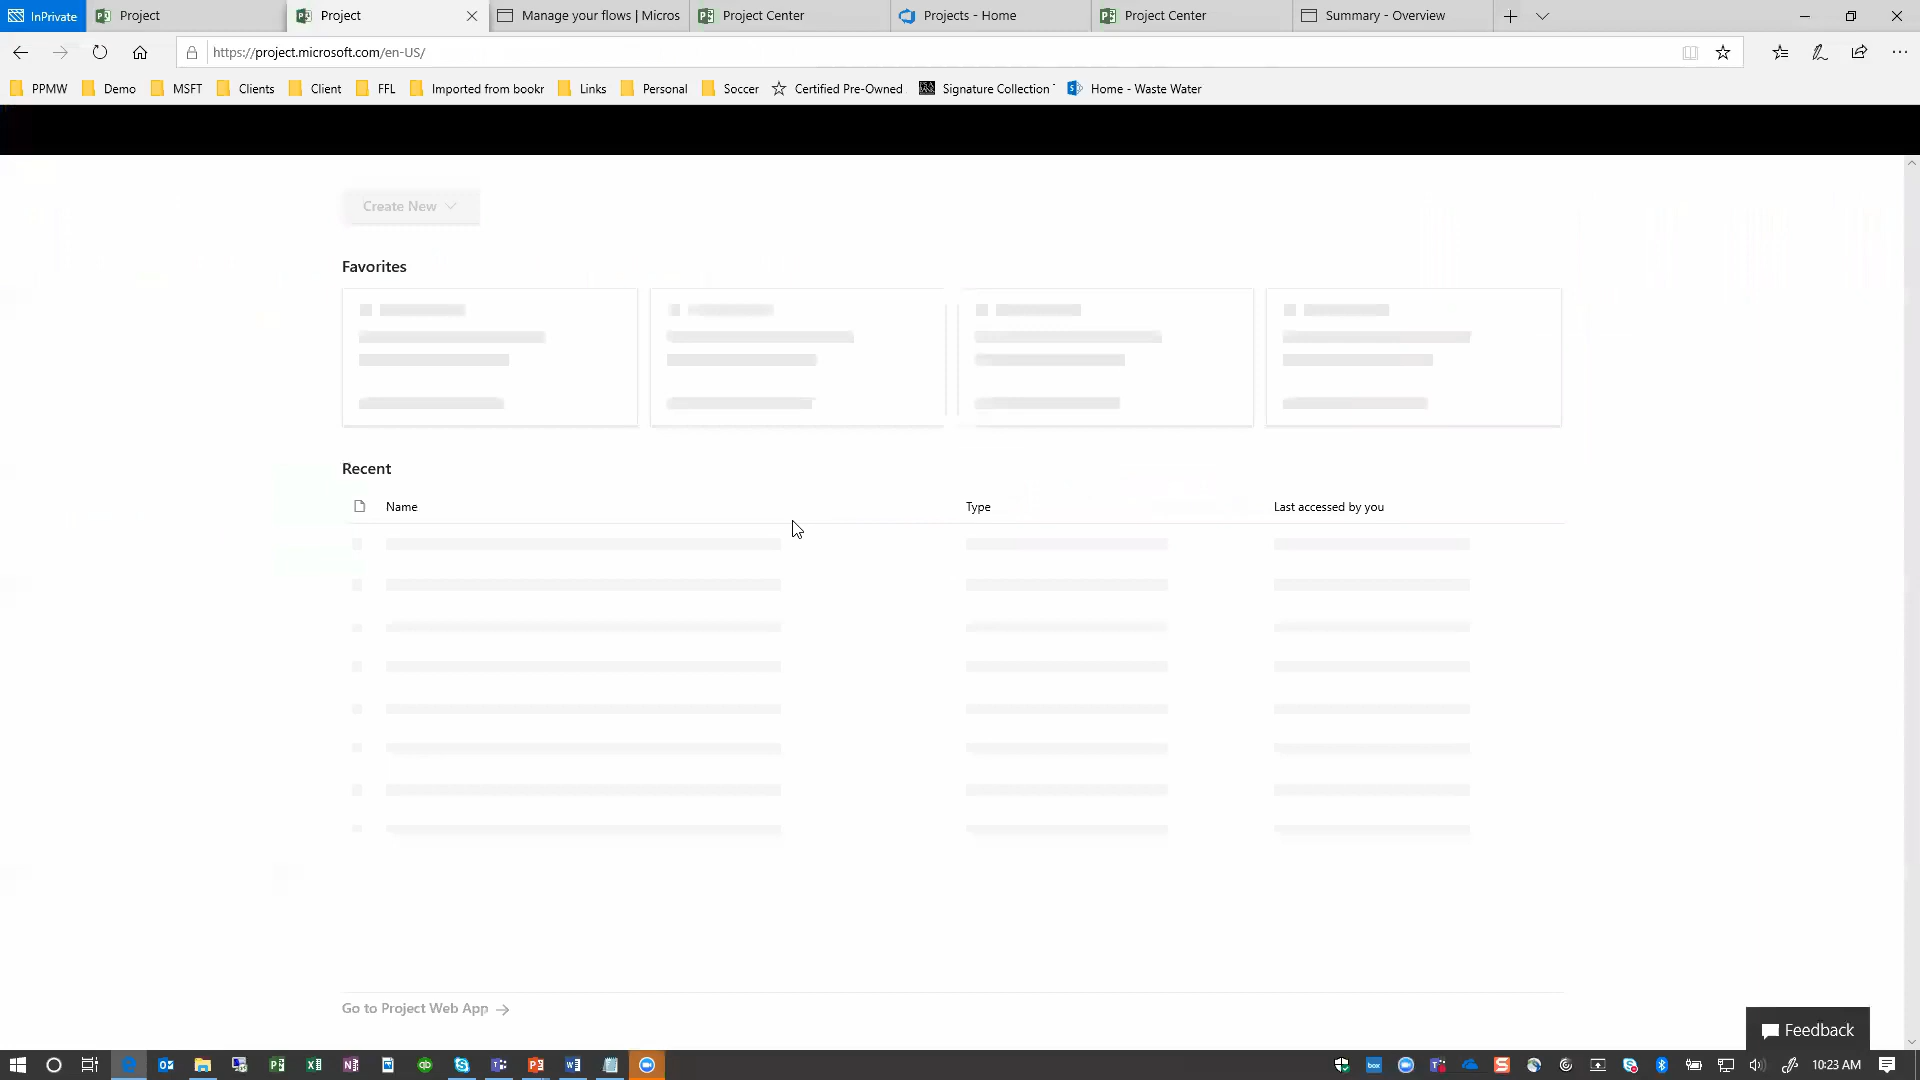 InPrivate
Project
Project
Manage your flows | Micros
Project Center
Projects - Home
Project Center
Summary - Overview
https://project.microsoft.com/en-US/
PPMW
Demo
MSFT
Clients
Client
FFL
Imported from bookr
Links
Personal
Soccer
Certified Pre-Owned
Signature Collection
Home - Waste Water
Create New
Favorites
Recent
Name
Type
Last accessed by you
Go to Project Web App
Feedback
10:23 AM